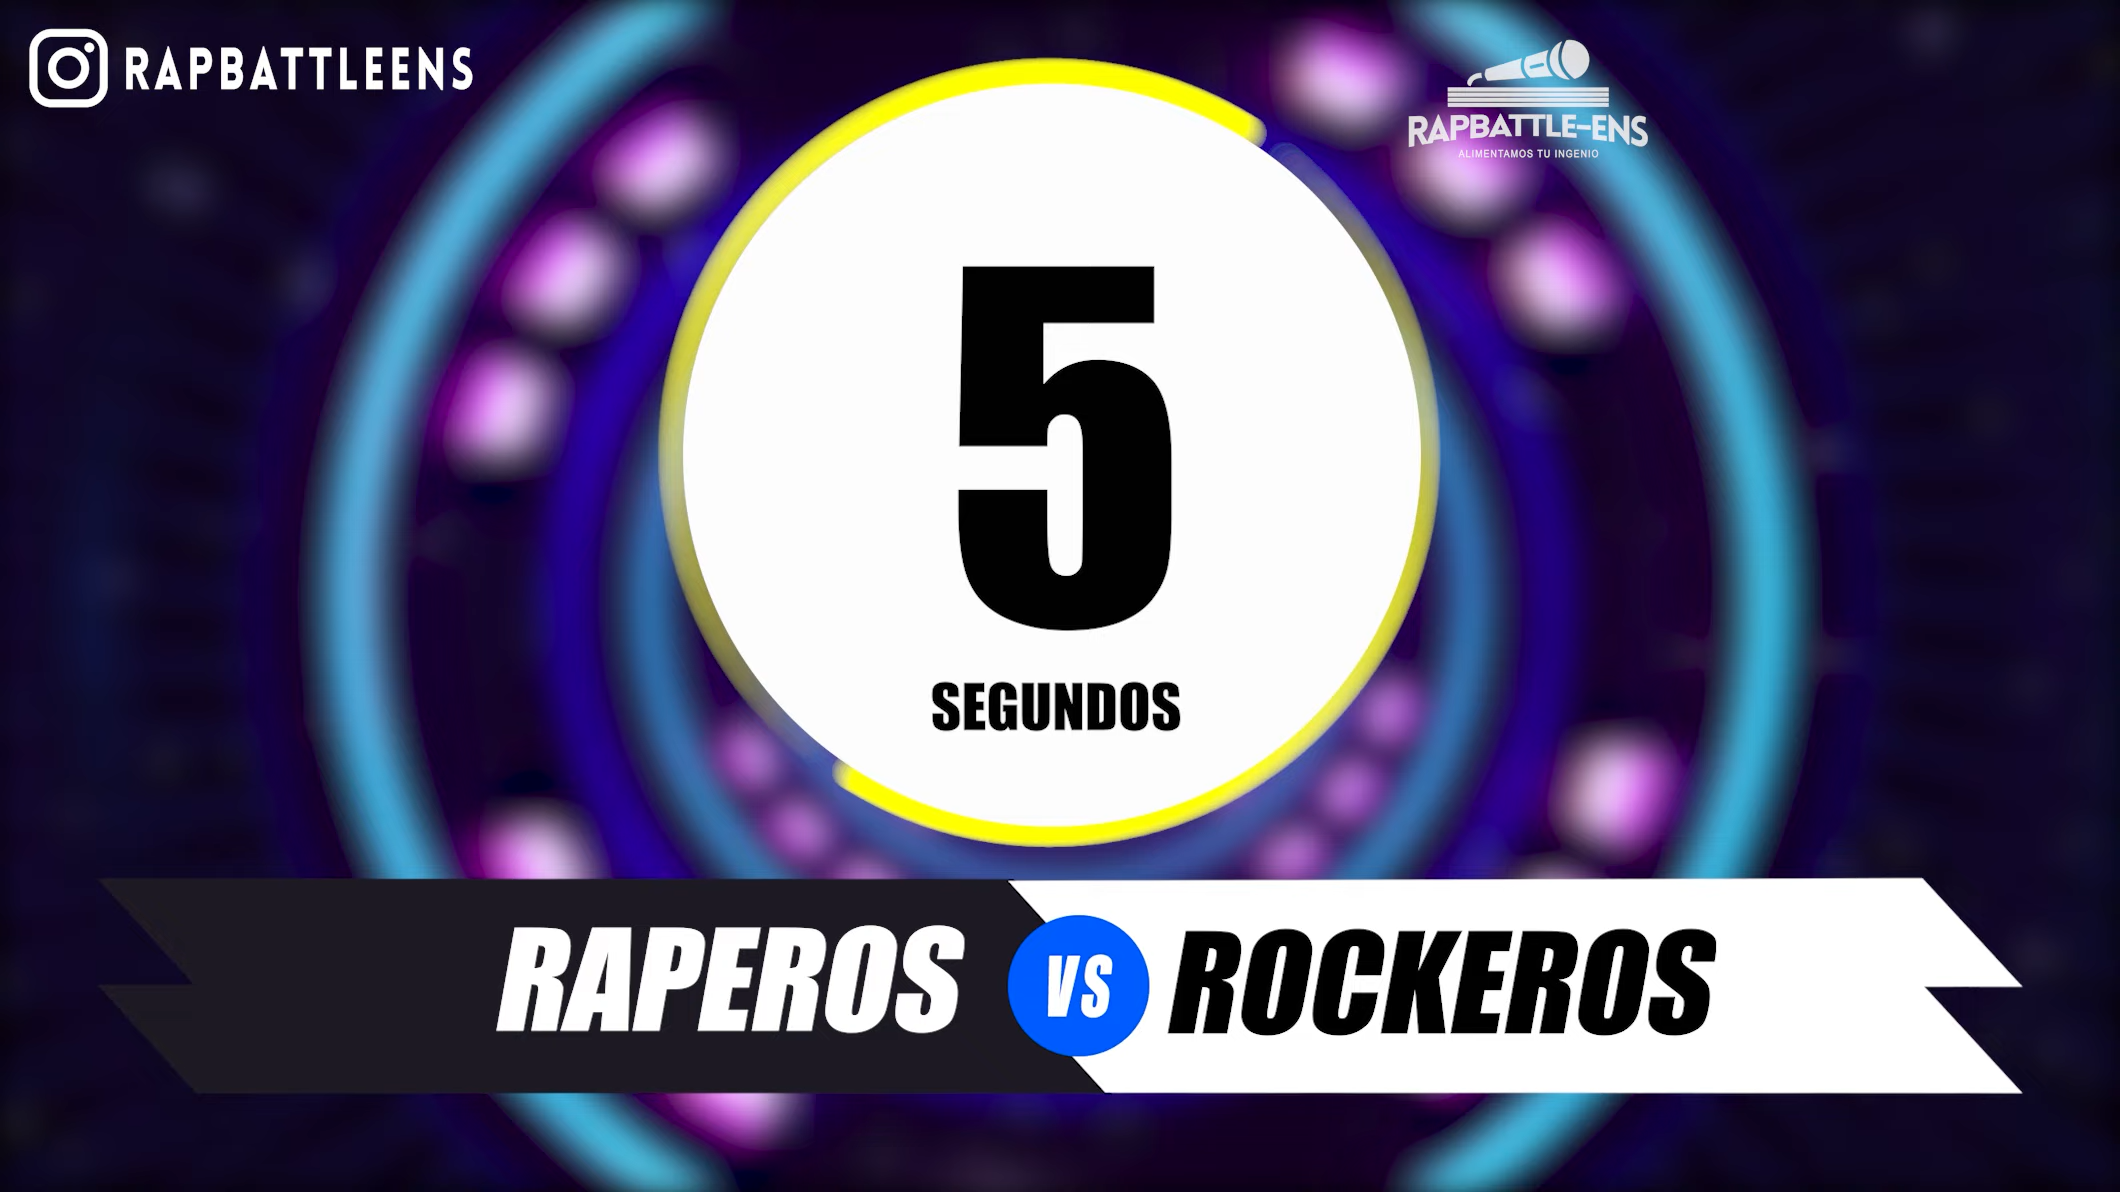 RAPBATTLEENS
RAPBATTLE-ENS
ALIMENTAMOS TU INGENIO
5
SEGUNDOS
RAPEROS VS ROCKEROS